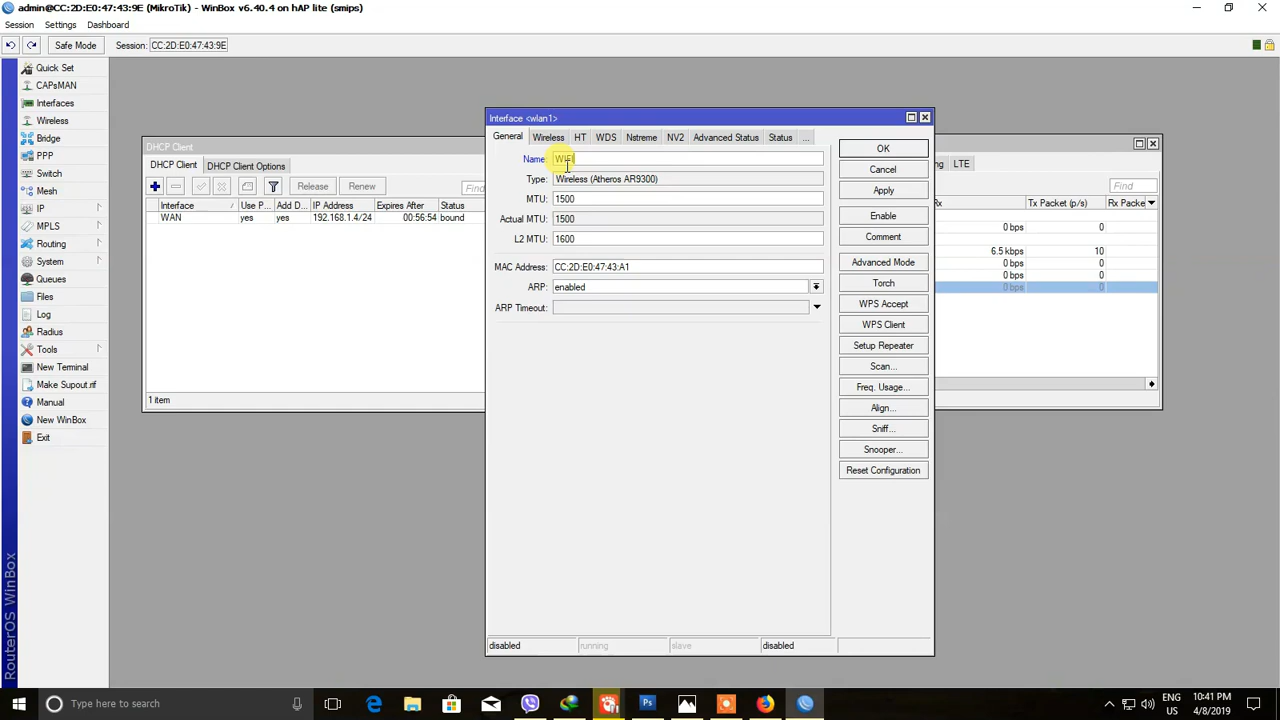 admin@CC:2D:E0:47:43:9E (MikroTik) - WinBox v6.40.4 on hAP lite (smips)
Session Settings Dashboard
Safe Mode Session: CC:2D:E0:47:43:9E
Quick Set
CAPsMAN
Interfaces
Wireless
Bridge
PPP
Switch
Mesh
IP
MPLS
Routing
System
Queues
Files
Log
Radius
Tools
New Terminal
Make Supout.rif
Manual
New WinBox
Exit
RouterOS WinBox
DHCP Client
DHCP Client DHCP Client Options
Release Renew Find
Interface Use P... Add D... IP Address Expires After Status
WAN yes yes 192.168.1.4/24 00:56:54 bound
1 item
Interface <wlan1>
General Wireless HT WDS Nstreme NV2 Advanced Status Status ...
Name: WIFI
Type: Wireless (Atheros AR9300)
MTU: 1500
Actual MTU: 1500
L2 MTU: 1600
MAC Address: CC:2D:E0:47:43:A1
ARP: enabled
ARP Timeout:
OK
Cancel
Apply
Enable
Comment
Advanced Mode
Torch
WPS Accept
WPS Client
Setup Repeater
Scan...
Freq. Usage...
Align...
Sniff...
Snooper...
Reset Configuration
disabled running slave disabled
LTE
Find
Rx Tx Packet (p/s) Rx Packe
0 bps 0
6.5 kbps 10
0 bps 0
0 bps 0
0 bps 0
Type here to search
ENG
US
10:41 PM
4/8/2019